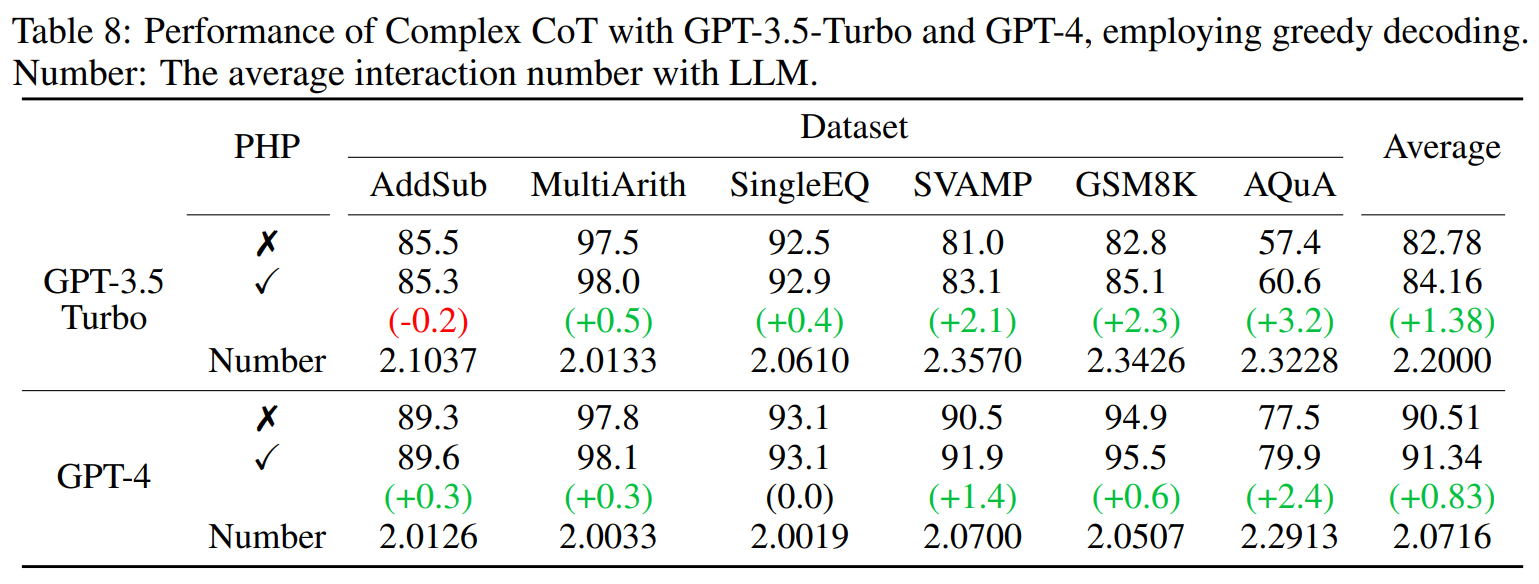 Table 8: Performance of Complex CoT with GPT-3.5-Turbo and GPT-4, employing greedy decoding.
Number: The average interaction number with LLM.
PHP Dataset Average
AddSub MultiArith SingleEQ SVAMP GSM8K AQuA
GPT-3.5 Turbo
✗ 85.5 97.5 92.5 81.0 82.8 57.4 82.78
✓ 85.3 98.0 92.9 83.1 85.1 60.6 84.16
(-0.2) (+0.5) (+0.4) (+2.1) (+2.3) (+3.2) (+1.38)
Number 2.1037 2.0133 2.0610 2.3570 2.3426 2.3228 2.2000
GPT-4
✗ 89.3 97.8 93.1 90.5 94.9 77.5 90.51
✓ 89.6 98.1 93.1 91.9 95.5 79.9 91.34
(+0.3) (+0.3) (0.0) (+1.4) (+0.6) (+2.4) (+0.83)
Number 2.0126 2.0033 2.0019 2.0700 2.0507 2.2913 2.0716